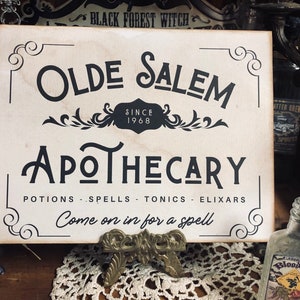 BLACK FOREST WITCH
OLDE SALEM
SINCE
1968
APOTHECARY
POTIONS - SPELLS - TONICS - ELIXARS
Come on in for a spell